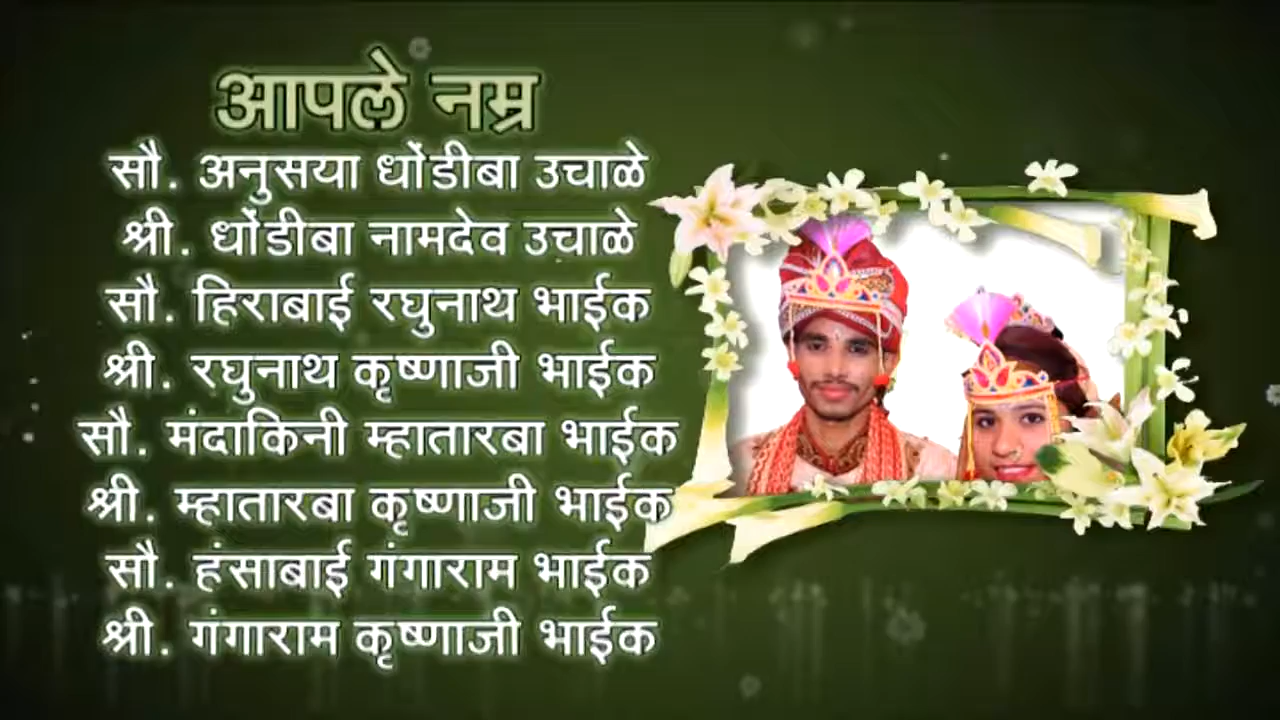 आपले नम्र
सौ. अनुसया धोंडीबा उचाळे
श्री. धोंडीबा नामदेव उचाळे
सौ. हिराबाई रघुनाथ भाईक
श्री. रघुनाथ कृष्णाजी भाईक
सौ. मंदाकिनी म्हातारबा भाईक
श्री. म्हातारबा कृष्णाजी भाईक
सौ. हंसाबाई गंगाराम भाईक
श्री. गंगाराम कृष्णाजी भाईक